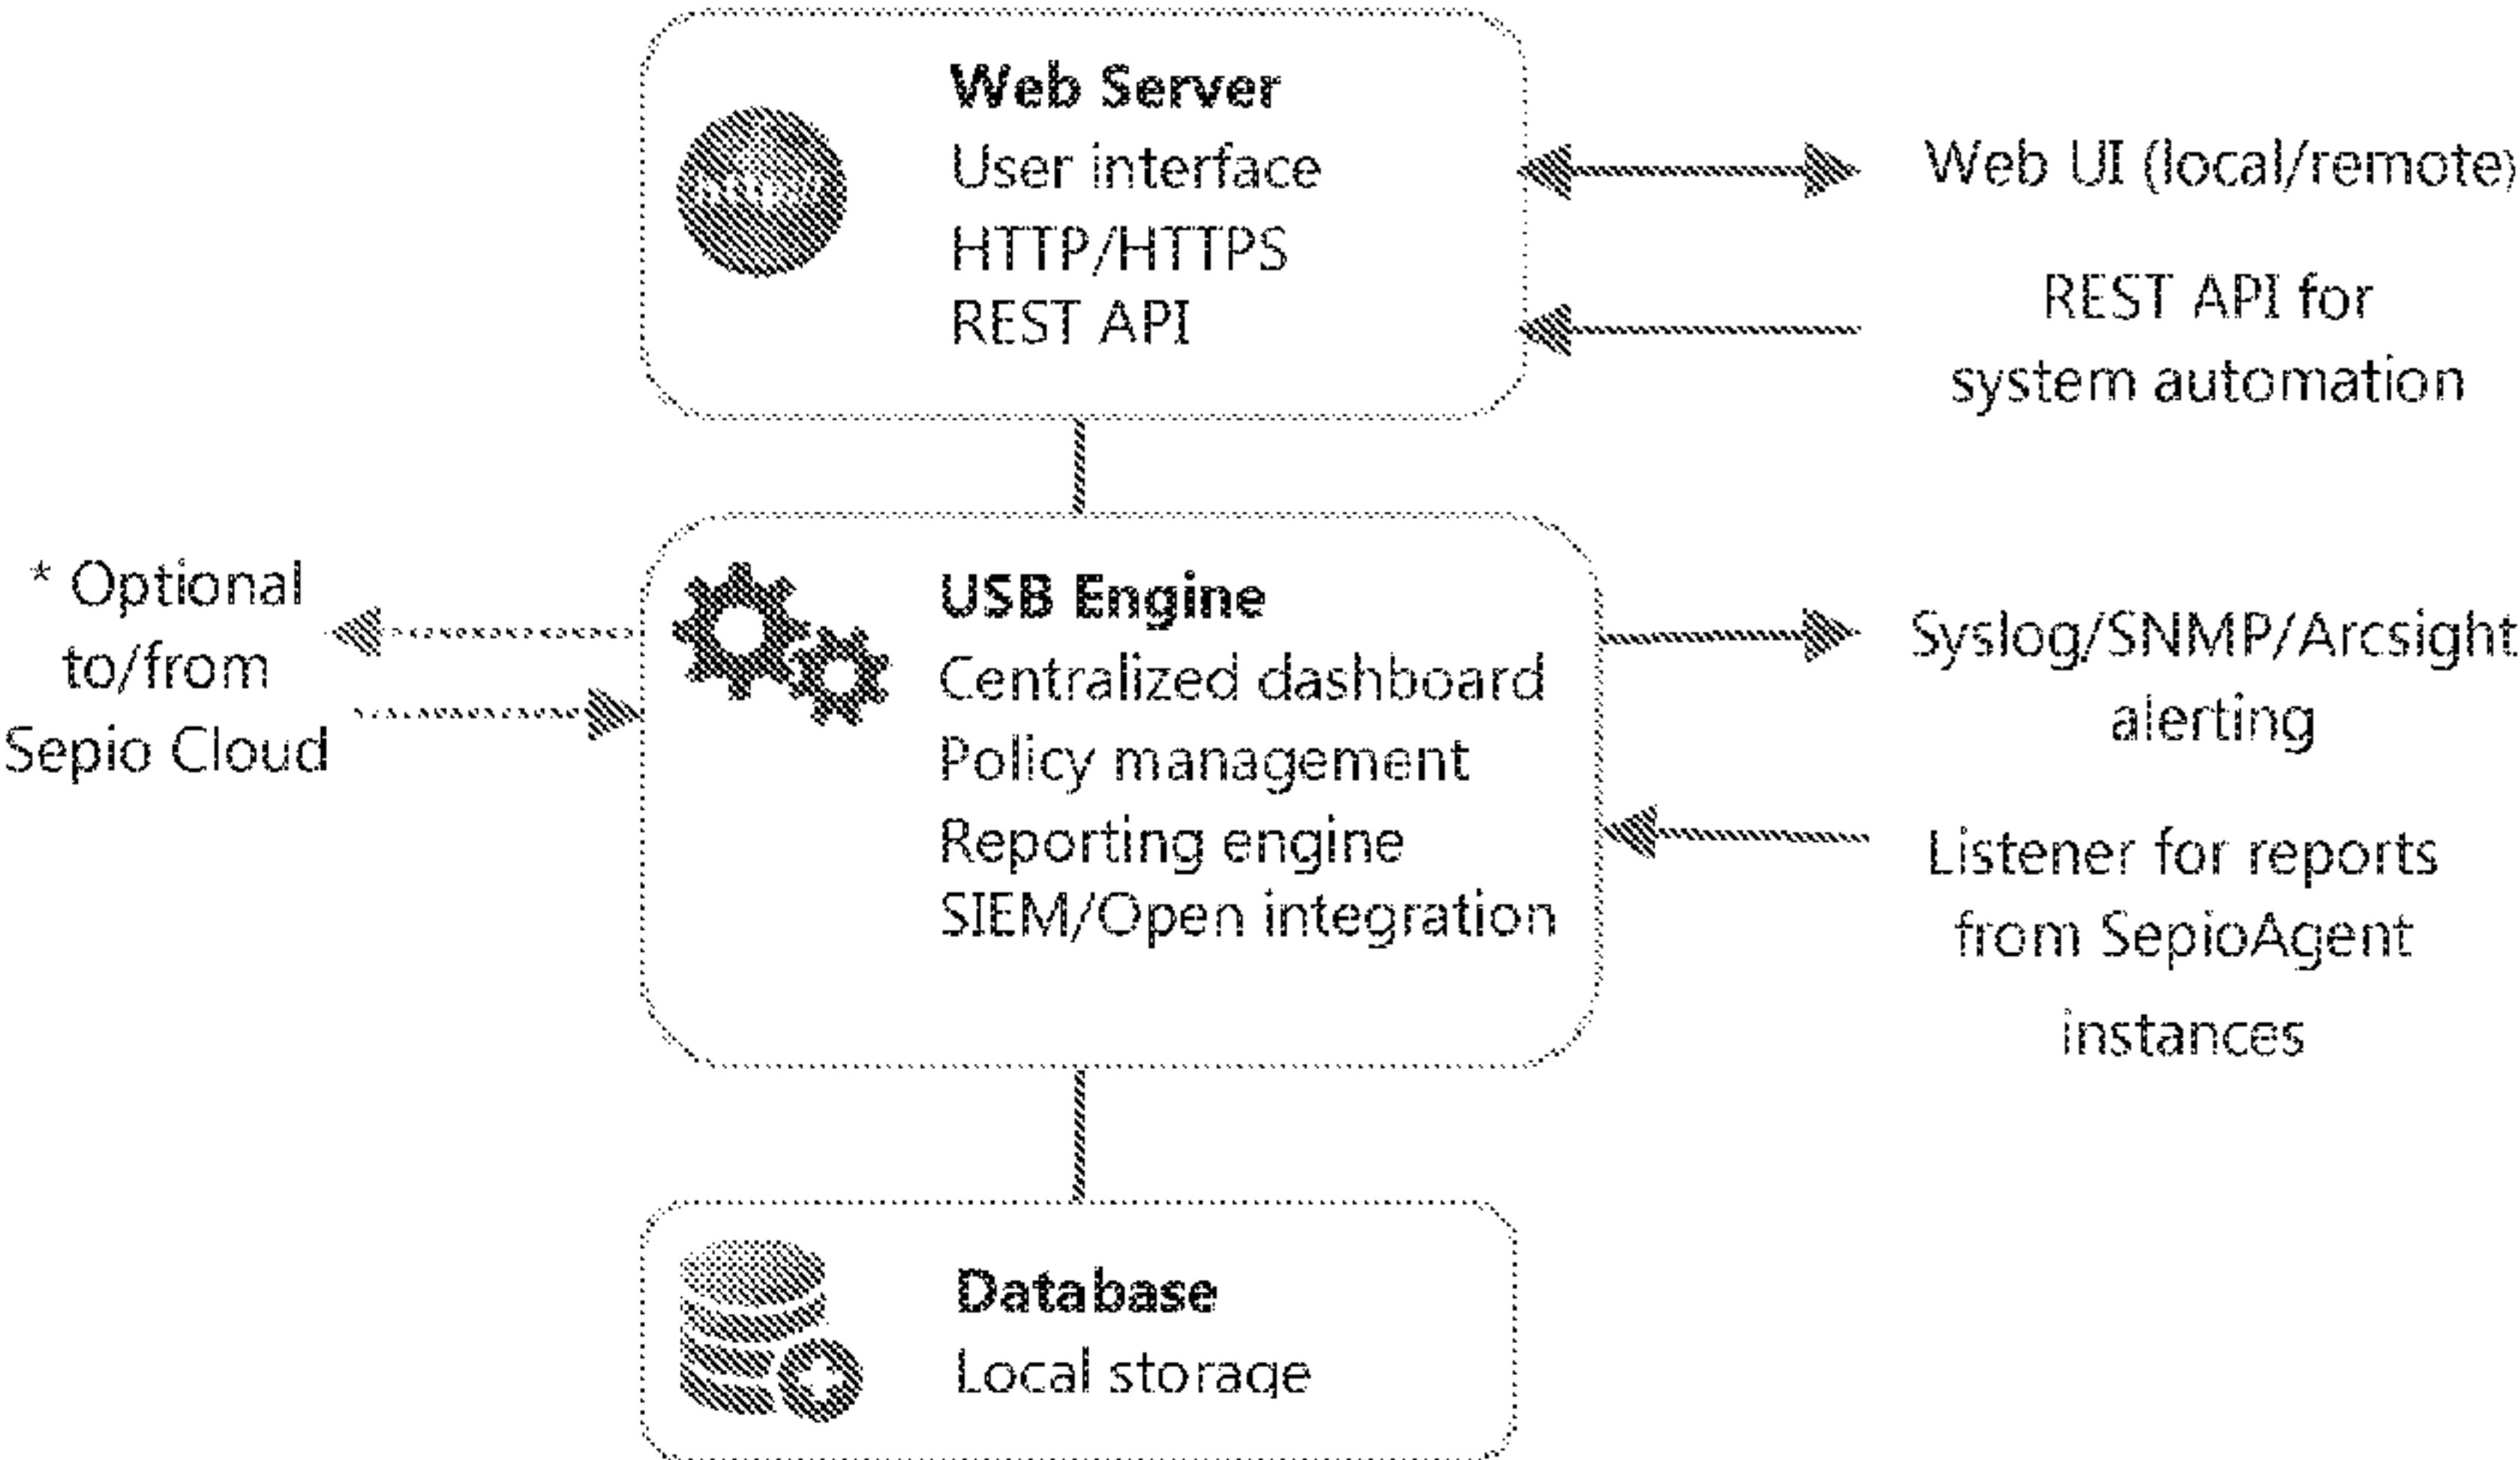 Web Server
User interface
HTTP/HTTPS
REST API
Web UI (local/remote)
REST API for
system automation
* Optional
to/from
Sepio Cloud
USB Engine
Centralized dashboard
Policy management
Reporting engine
SIEM/Open integration
Syslog/SNMP/Arcsight
alerting
Listener for reports
from SepioAgent
instances
Database
Local storage